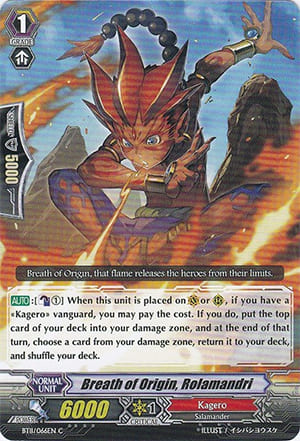 1
GRADE
5000
Breath of Origin, that flame releases the heroes from their limits.
AUTO :[ 1 ] When this unit is placed on V or R, if you have a
«Kagero» vanguard, you may pay the cost. If you do, put the top
card of your deck into your damage zone, and at the end of that
turn, choose a card from your damage zone, return it to your deck,
and shuffle your deck.
NORMAL
UNIT
Breath of Origin, Rolamandri
6000
1
CRITICAL
Kagero
Salamander
BT11/066EN C
ILLUST / イシバシヨウスケ